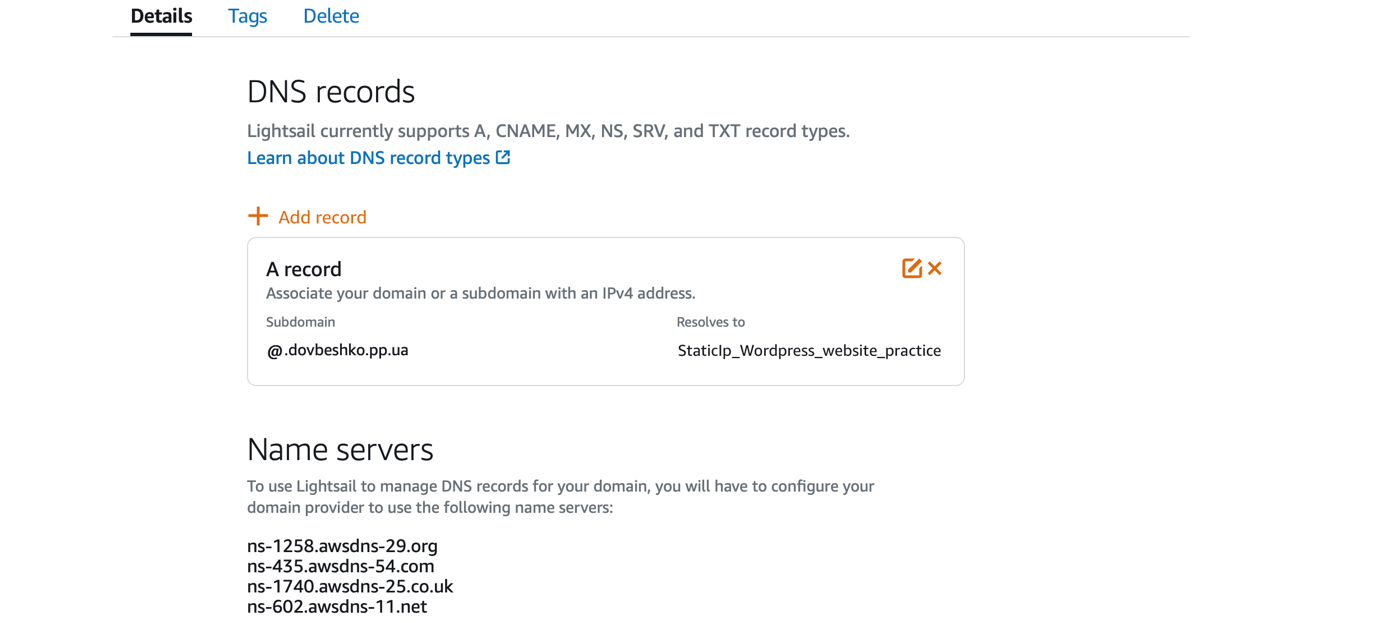 Details Tags Delete
DNS records
Lightsail currently supports A, CNAME, MX, NS, SRV, and TXT record types.
Learn about DNS record types
Add record
A record
Associate your domain or a subdomain with an IPv4 address.
Subdomain Resolves to
@.dovbeshko.pp.ua StaticIp_Wordpress_website_practice
Name servers
To use Lightsail to manage DNS records for your domain, you will have to configure your
domain provider to use the following name servers:
ns-1258.awsdns-29.org
ns-435.awsdns-54.com
ns-1740.awsdns-25.co.uk
ns-602.awsdns-11.net